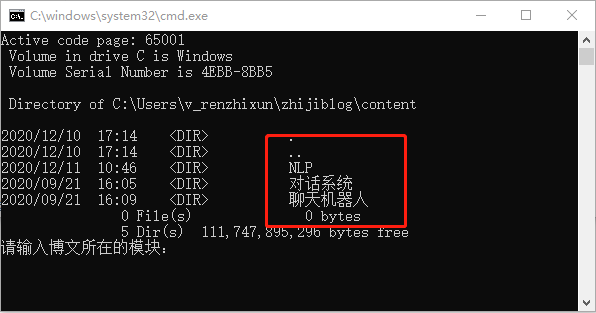 C:\windows\system32\cmd.exe
Active code page: 65001
 Volume in drive C is Windows
 Volume Serial Number is 4EBB-8BB5
 Directory of C:\Users\v_renzhixun\zhijiblog\content
2020/12/10  17:14    <DIR>          .
2020/12/10  17:14    <DIR>          ..
2020/12/11  10:46    <DIR>          NLP
2020/09/21  16:05    <DIR>          对话系统
2020/09/21  16:09    <DIR>          聊天机器人
               0 File(s)              0 bytes
               5 Dir(s)  111,747,895,296 bytes free
请输入博文所在的模块: